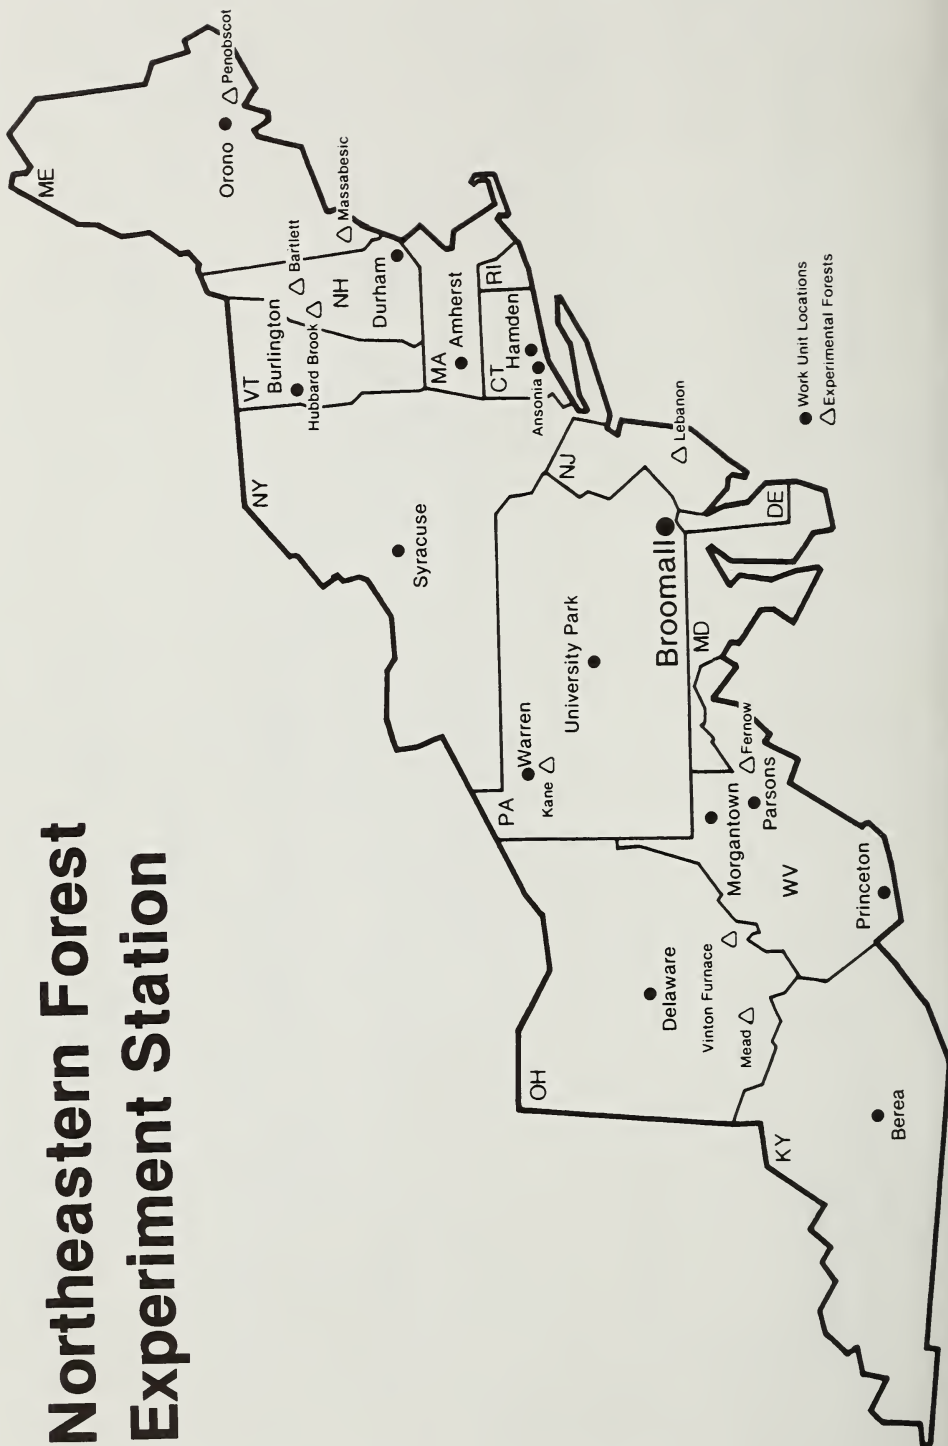 Northeastern Forest
Experiment Station
ME
Orono
Penobscot
Massabesic
Bartlett
NH
Durham
VT
Burlington
Hubbard Brook
MA
Amherst
RI
CT
Hamden
Ansonia
NY
Syracuse
NJ
Lebanon
PA
Warren
Kane
University Park
Broomall
DE
MD
Fernow
Morgantown
Parsons
WV
Princeton
OH
Delaware
Vinton Furnace
Mead
KY
Berea
Work Unit Locations
Experimental Forests